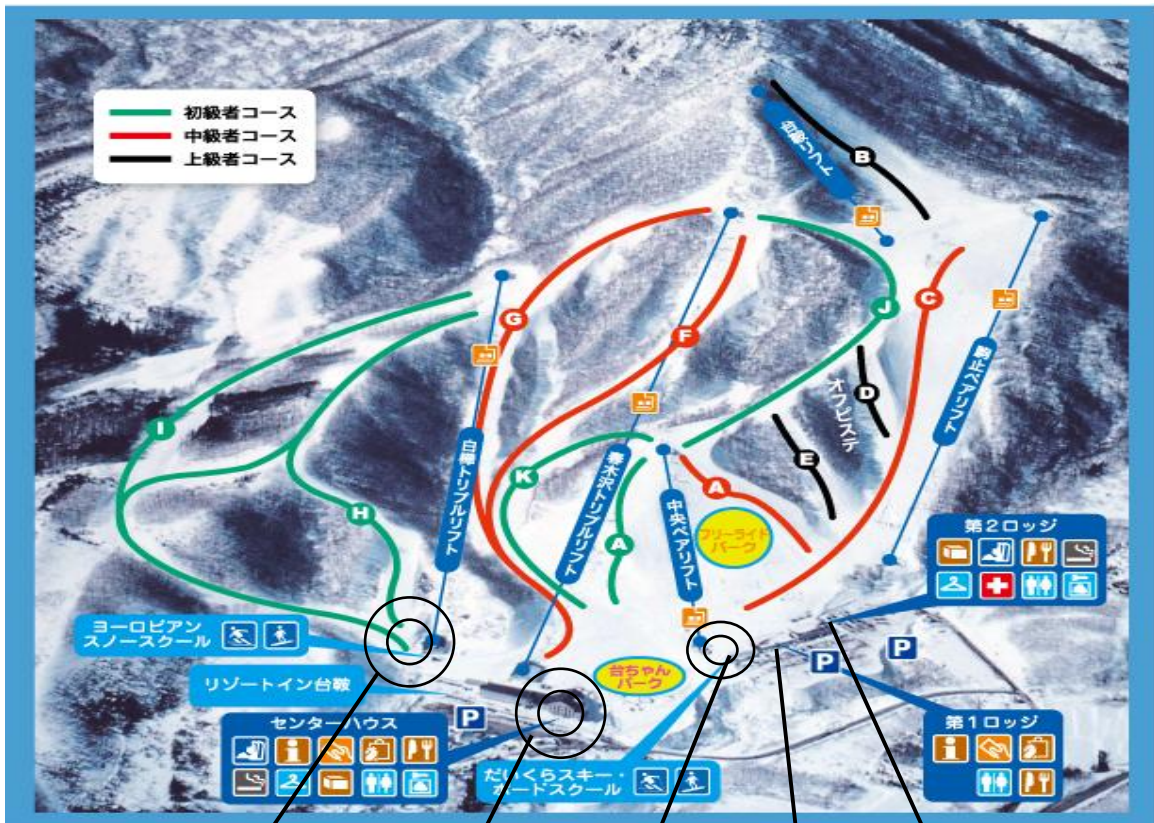 初級者コース
中級者コース
上級者コース
台鞍リフト
B
C
J
G
F
駒止ペアリフト
D
オフピステ
I
白樺トリプルリフト
春木沢トリプルリフト
K
E
A
H
A
中央ペアリフト
フリーライド
パーク
第2ロッジ
ヨーロピアン
スノースクール
リゾートイン台鞍
台ちゃん
パーク
P
P
P
センターハウス
第1ロッジ
だいくらスキー・
ボードスクール